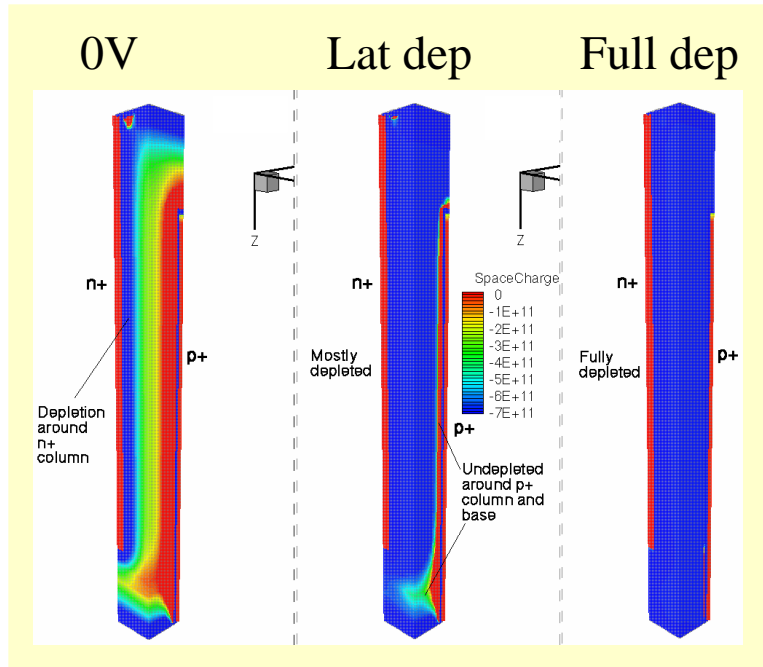 0V
Lat dep
Full dep
Z
n+
p+
Depletion
around
n+
column
Z
SpaceCharge
0
-1E+11
-2E+11
-3E+11
-4E+11
-5E+11
-6E+11
-7E+11
Mostly
depleted
p+
Undepleted
around p+
column and
base
n+
p+
Fully
depleted